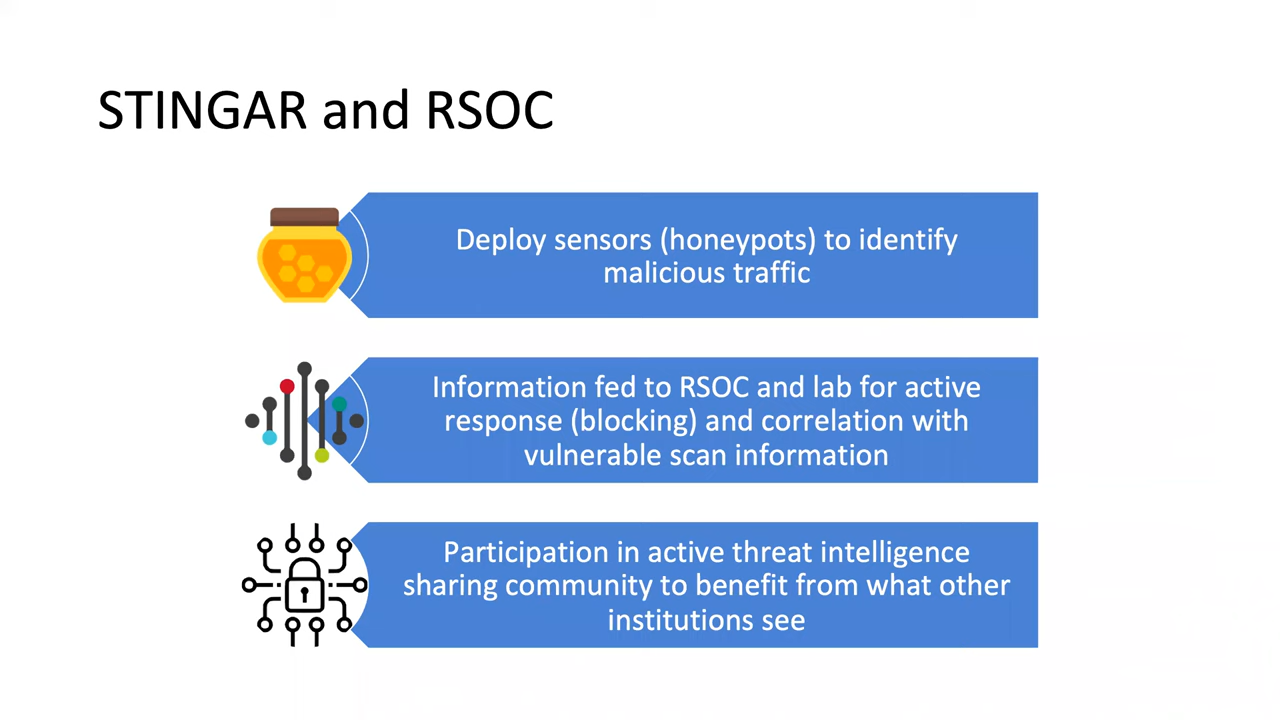 STINGAR and RSOC
Deploy sensors (honeypots) to identify
malicious traffic
Information fed to RSOC and lab for active
response (blocking) and correlation with
vulnerable scan information
Participation in active threat intelligence
sharing community to benefit from what other
institutions see